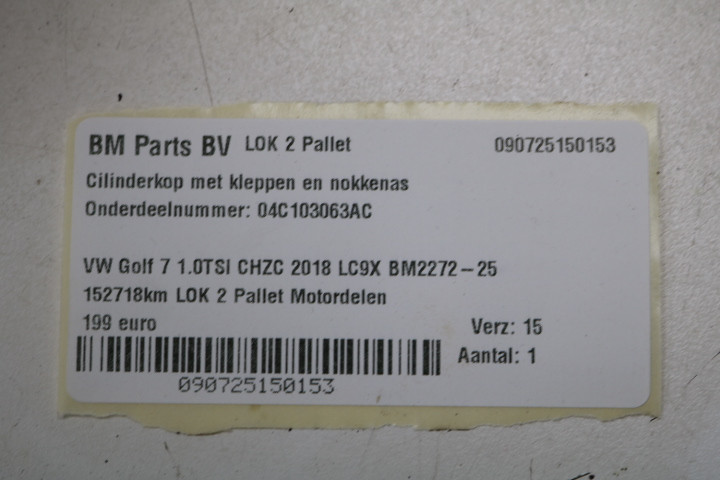 BM Parts BV LOK 2 Pallet 090725150153
Cilinderkop met kleppen en nokkenas
Onderdeelnummer: 04C103063AC
VW Golf 7 1.0TSI CHZC 2018 LC9X BM2272-25
152718km LOK 2 Pallet Motordelen
199 euro Verz: 15
Aantal: 1
090725150153